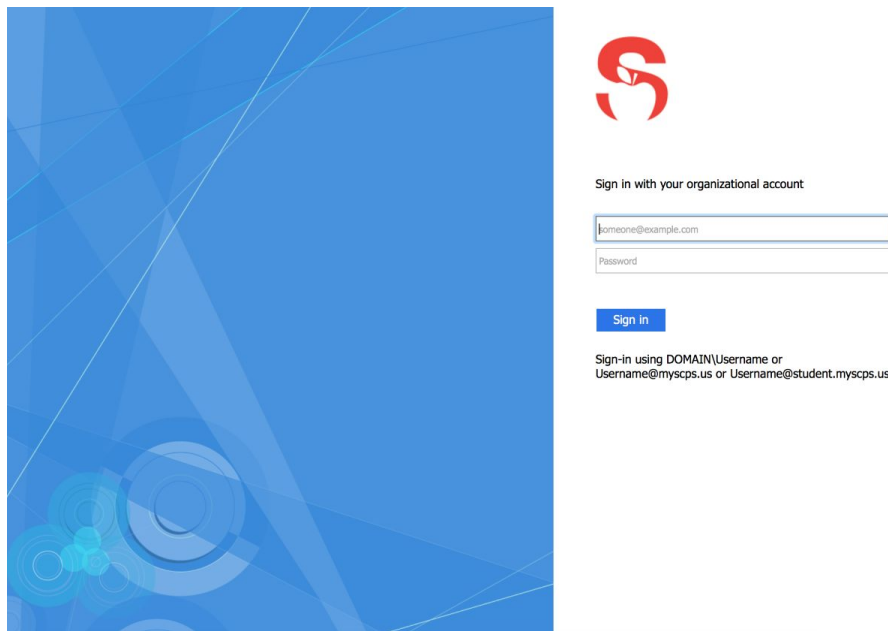 S
Sign in with your organizational account
someone@example.com
Password
Sign in
Sign-in using DOMAIN\Username or
Username@myscps.us or Username@student.myscps.us